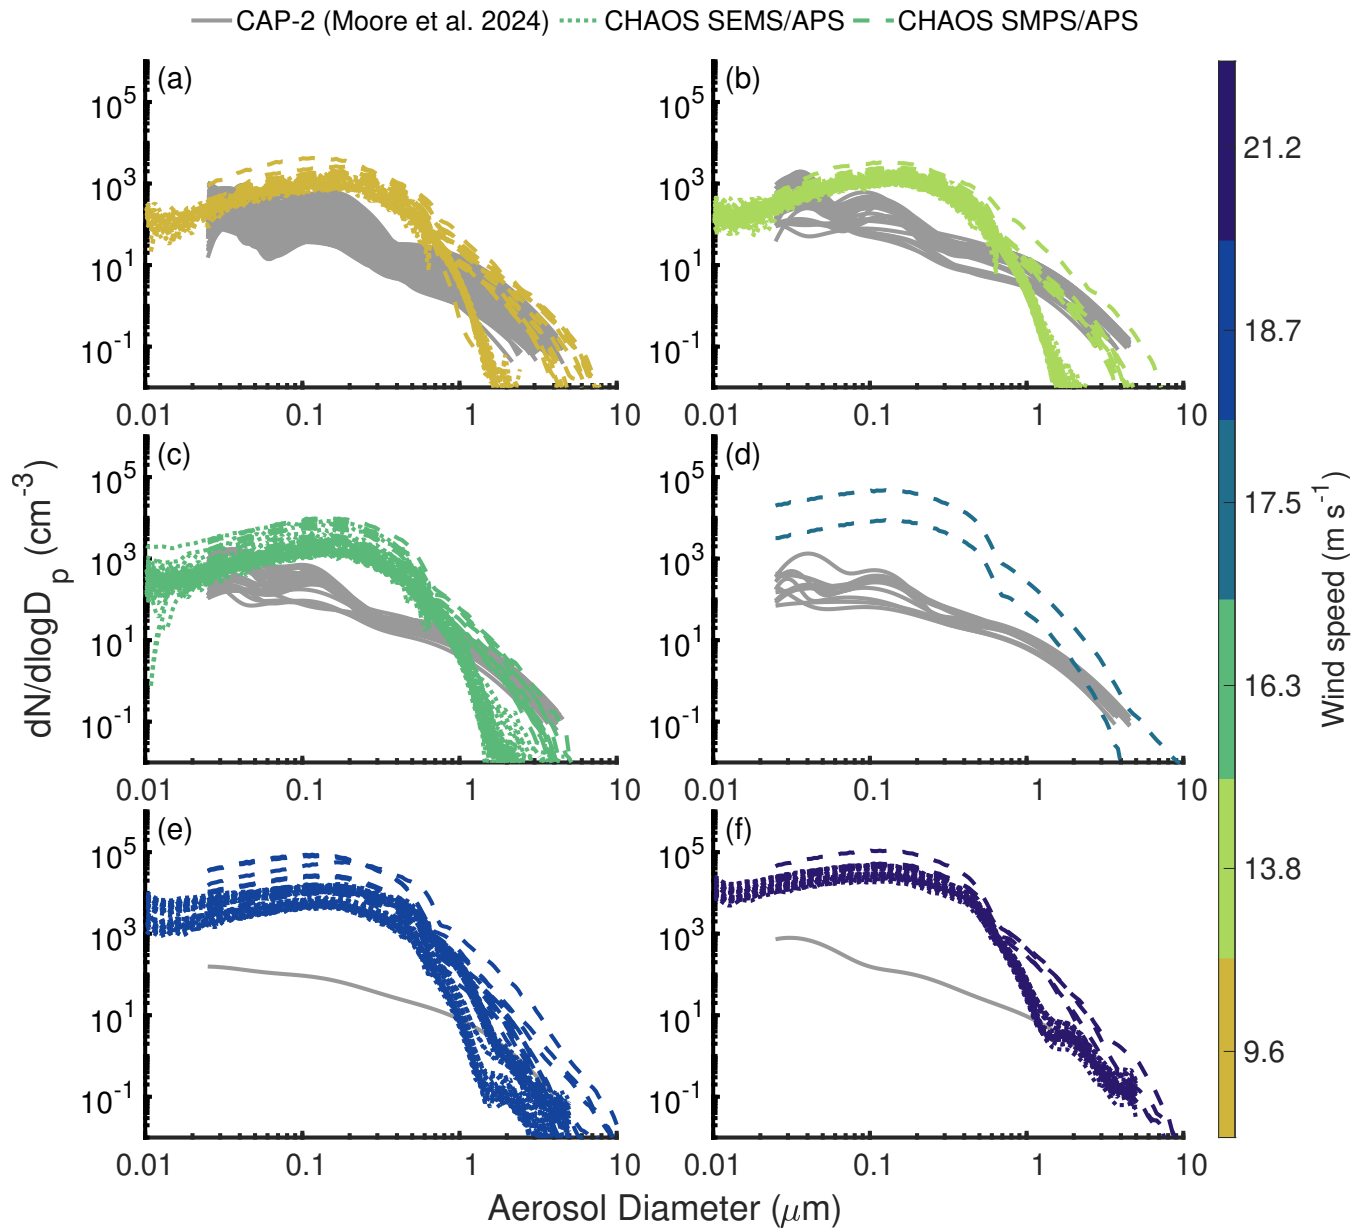 CAP-2 (Moore et al. 2024) CHAOS SEMS/APS CHAOS SMPS/APS
(a)
10^5
10^3
10^1
10^-1
0.01 0.1 1 10
(b)
10^5
10^3
10^1
10^-1
0.01 0.1 1 10
(c)
10^5
10^3
10^1
10^-1
0.01 0.1 1 10
(d)
10^5
10^3
10^1
10^-1
0.01 0.1 1 10
(e)
10^5
10^3
10^1
10^-1
0.01 0.1 1 10
(f)
10^5
10^3
10^1
10^-1
0.01 0.1 1 10
dN/dlogD_p (cm^-3)
Aerosol Diameter (μm)
21.2
18.7
17.5
16.3
13.8
9.6
Wind speed (m s^-1)